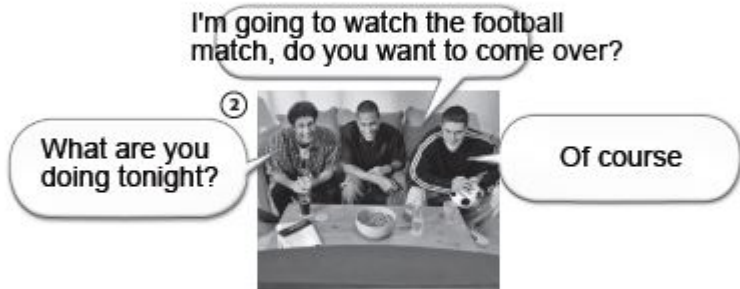 I'm going to watch the football
match, do you want to come over?
②
What are you
doing tonight?
Of course